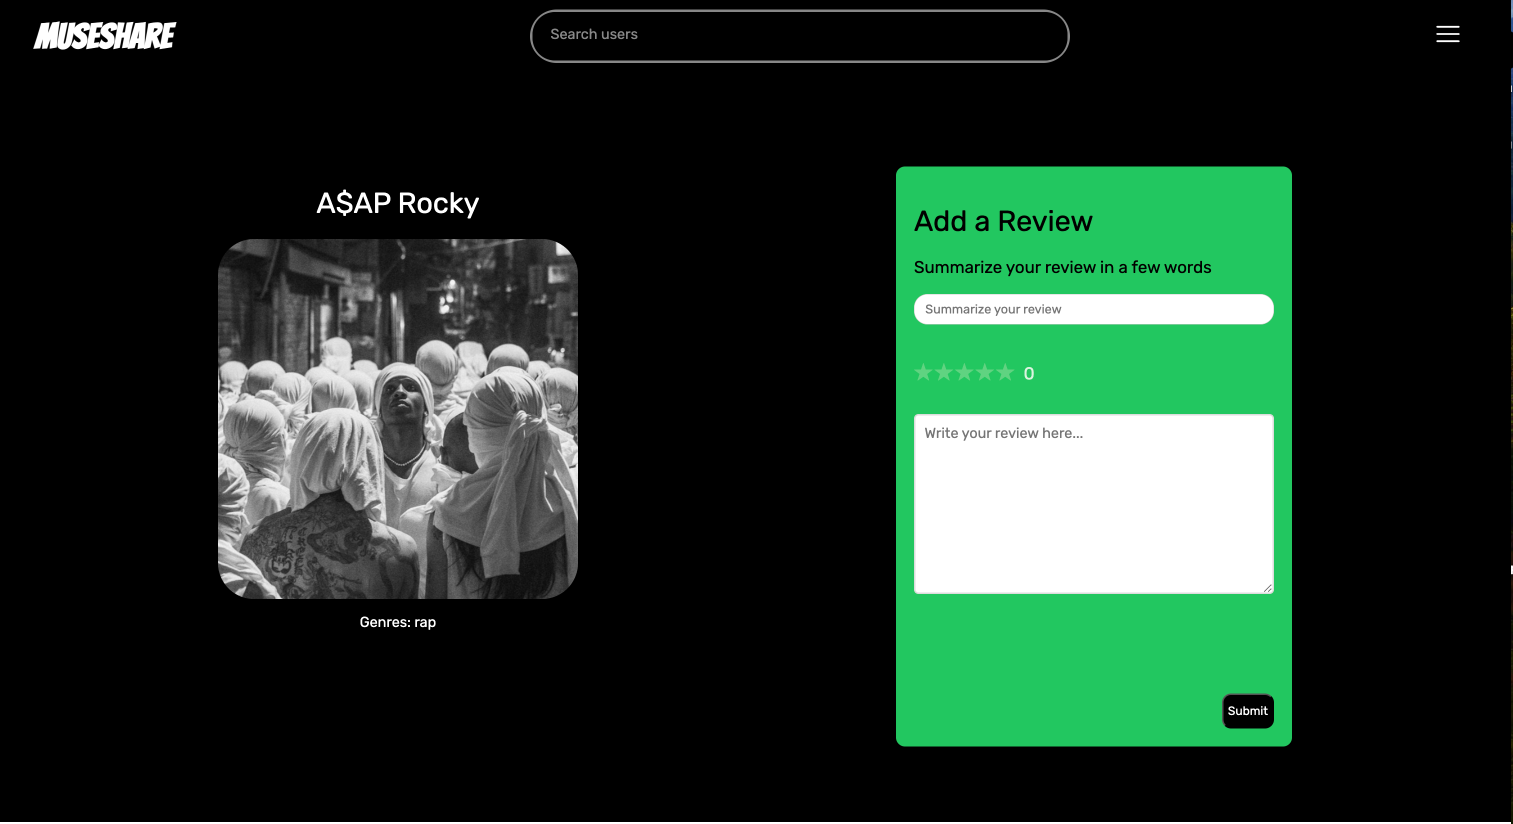 MUSESHARE
Search users
A$AP Rocky
Genres: rap
Add a Review
Summarize your review in a few words
Summarize your review
0
Write your review here...
Submit